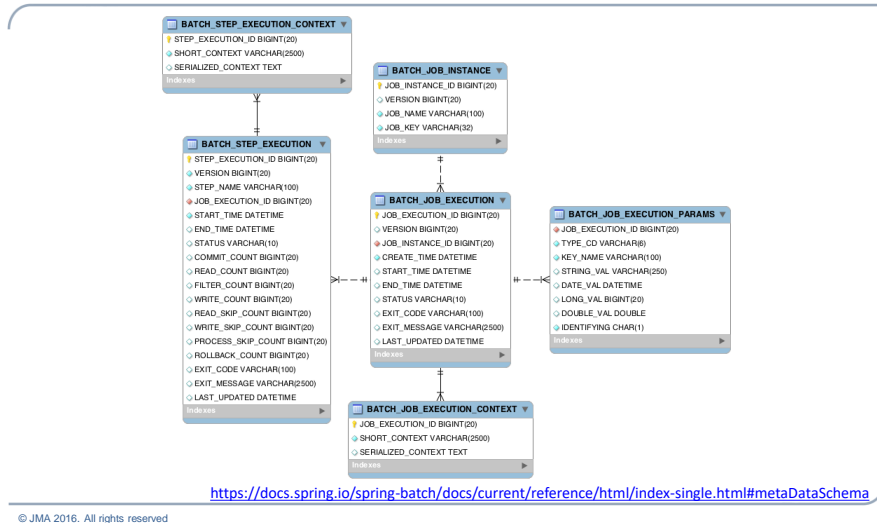 BATCH_STEP_EXECUTION_CONTEXT
STEP_EXECUTION_ID BIGINT(20)
SHORT_CONTEXT VARCHAR(2500)
SERIALIZED_CONTEXT TEXT
Indexes
BATCH_JOB_INSTANCE
JOB_INSTANCE_ID BIGINT(20)
VERSION BIGINT(20)
JOB_NAME VARCHAR(100)
JOB_KEY VARCHAR(32)
Indexes
BATCH_STEP_EXECUTION
STEP_EXECUTION_ID BIGINT(20)
VERSION BIGINT(20)
STEP_NAME VARCHAR(100)
JOB_EXECUTION_ID BIGINT(20)
START_TIME DATETIME
END_TIME DATETIME
STATUS VARCHAR(10)
COMMIT_COUNT BIGINT(20)
READ_COUNT BIGINT(20)
FILTER_COUNT BIGINT(20)
WRITE_COUNT BIGINT(20)
READ_SKIP_COUNT BIGINT(20)
WRITE_SKIP_COUNT BIGINT(20)
PROCESS_SKIP_COUNT BIGINT(20)
ROLLBACK_COUNT BIGINT(20)
EXIT_CODE VARCHAR(100)
EXIT_MESSAGE VARCHAR(2500)
LAST_UPDATED DATETIME
Indexes
BATCH_JOB_EXECUTION
JOB_EXECUTION_ID BIGINT(20)
VERSION BIGINT(20)
JOB_INSTANCE_ID BIGINT(20)
CREATE_TIME DATETIME
START_TIME DATETIME
END_TIME DATETIME
STATUS VARCHAR(10)
EXIT_CODE VARCHAR(100)
EXIT_MESSAGE VARCHAR(2500)
LAST_UPDATED DATETIME
Indexes
BATCH_JOB_EXECUTION_PARAMS
JOB_EXECUTION_ID BIGINT(20)
TYPE_CD VARCHAR(6)
KEY_NAME VARCHAR(100)
STRING_VAL VARCHAR(250)
DATE_VAL DATETIME
LONG_VAL BIGINT(20)
DOUBLE_VAL DOUBLE
IDENTIFYING CHAR(1)
Indexes
BATCH_JOB_EXECUTION_CONTEXT
JOB_EXECUTION_ID BIGINT(20)
SHORT_CONTEXT VARCHAR(2500)
SERIALIZED_CONTEXT TEXT
Indexes
https://docs.spring.io/spring-batch/docs/current/reference/html/index-single.html#metaDataSchema
© JMA 2016. All rights reserved